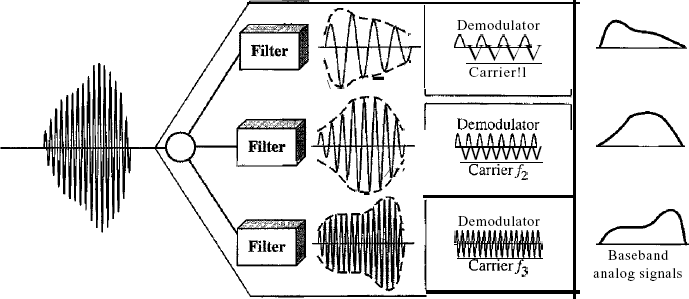 Filter
Demodulator
Carrier!1
Filter
Demodulator
Carrier f2
Filter
Demodulator
Carrier f3
Baseband
analog signals